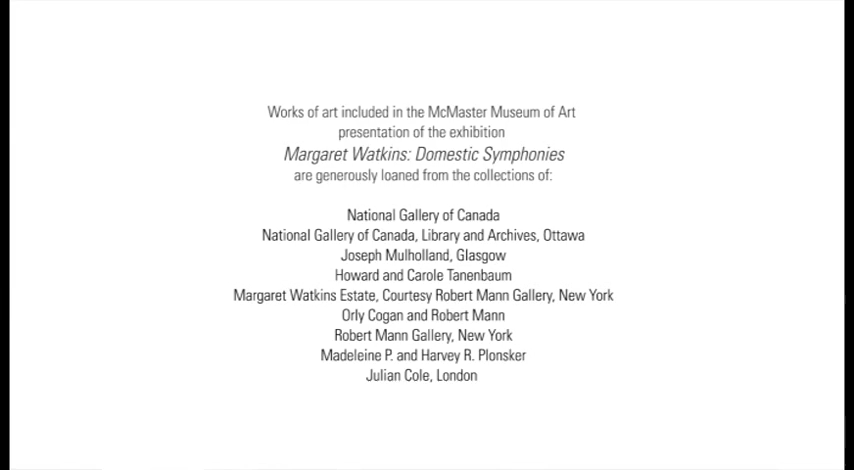 Works of art included in the McMaster Museum of Art
presentation of the exhibition
Margaret Watkins: Domestic Symphonies
are generously loaned from the collections of:
National Gallery of Canada
National Gallery of Canada, Library and Archives, Ottawa
Joseph Mulholland, Glasgow
Howard and Carole Tanenbaum
Margaret Watkins Estate, Courtesy Robert Mann Gallery, New York
Orly Cogan and Robert Mann
Robert Mann Gallery, New York
Madeleine P. and Harvey R. Plonsker
Julian Cole, London